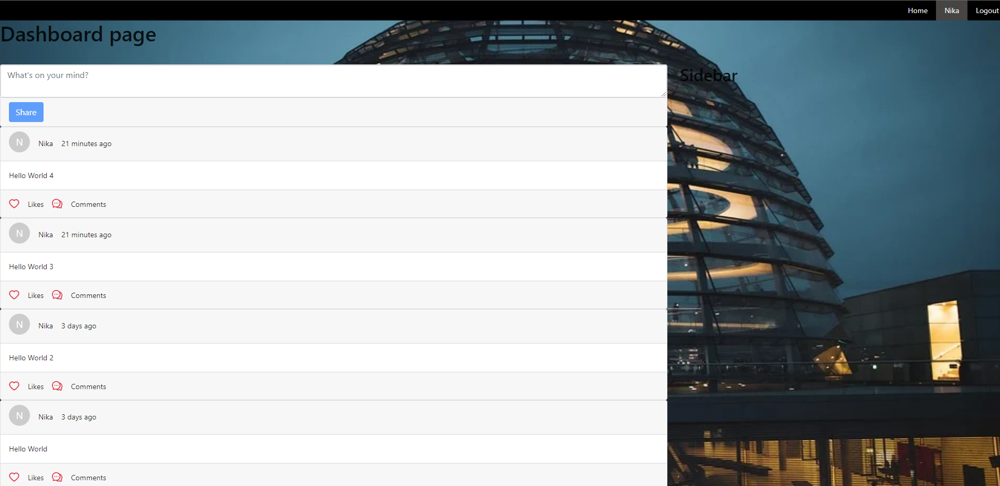 Home Nika Logout
Dashboard page
What's on your mind?
Sidebar
Share
N Nika 21 minutes ago
Hello World 4
Likes Comments
N Nika 21 minutes ago
Hello World 3
Likes Comments
N Nika 3 days ago
Hello World 2
Likes Comments
N Nika 3 days ago
Hello World
Likes Comments